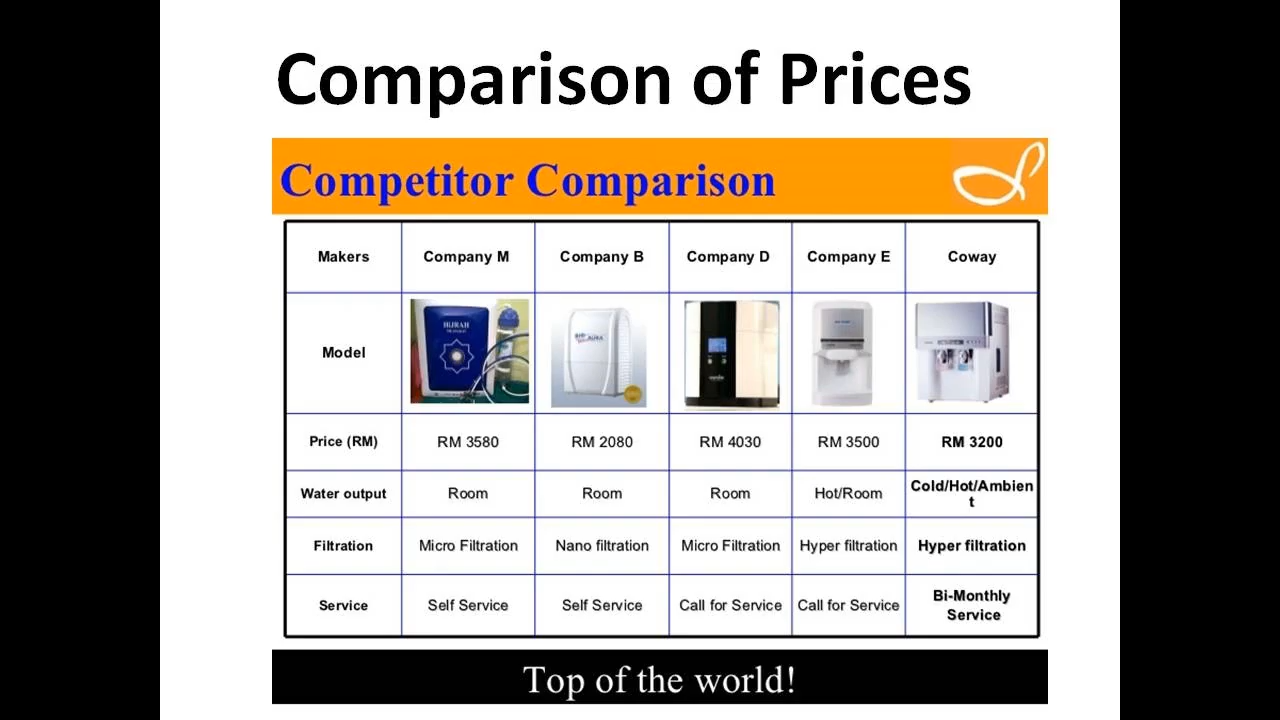 Comparison of Prices
Competitor Comparison
Makers Company M Company B Company D Company E Coway
Model
HIJRAH
Price (RM) RM 3580 RM 2080 RM 4030 RM 3500 RM 3200
Water output Room Room Room Hot/Room Cold/Hot/Ambien
t
Filtration Micro Filtration Nano filtration Micro Filtration Hyper filtration Hyper filtration
Service Self Service Self Service Call for Service Call for Service Bi-Monthly
Service
Top of the world!